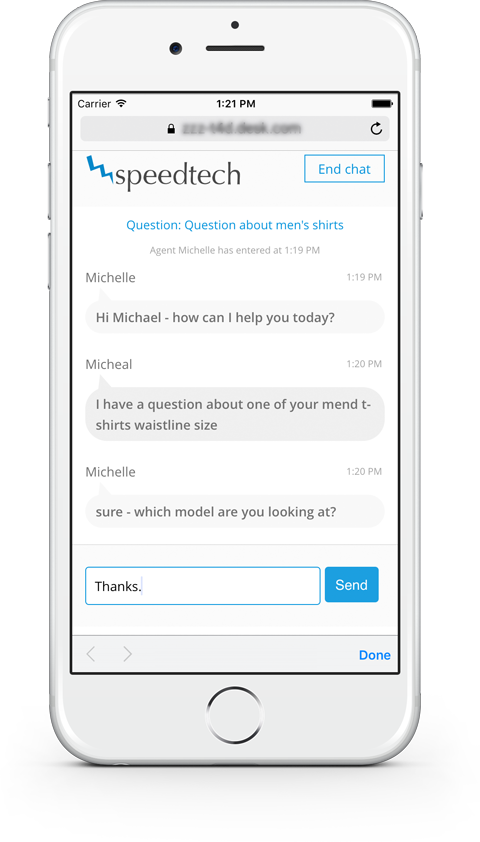 Carrier 1:21 PM
speedtech End chat
Question: Question about men's shirts
Agent Michelle has entered at 1:19 PM
Michelle 1:19 PM
Hi Michael - how can I help you today?
Micheal 1:20 PM
I have a question about one of your mend t-
shirts waistline size
Michelle 1:20 PM
sure - which model are you looking at?
Thanks. Send
Done